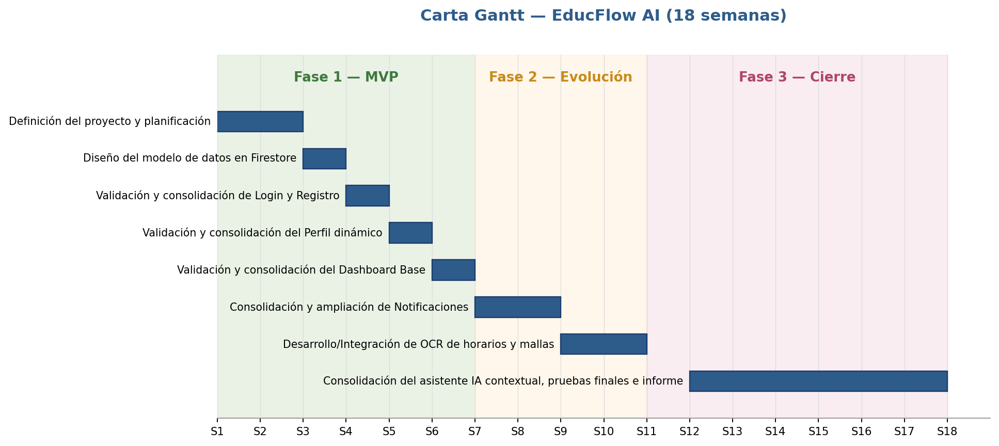 Carta Gantt — EducFlow AI (18 semanas)
Fase 1 — MVP
Fase 2 — Evolución
Fase 3 — Cierre
Definición del proyecto y planificación
Diseño del modelo de datos en Firestore
Validación y consolidación de Login y Registro
Validación y consolidación del Perfil dinámico
Validación y consolidación del Dashboard Base
Consolidación y ampliación de Notificaciones
Desarrollo/Integración de OCR de horarios y mallas
Consolidación del asistente IA contextual, pruebas finales e informe
S1 S2 S3 S4 S5 S6 S7 S8 S9 S10 S11 S12 S13 S14 S15 S16 S17 S18